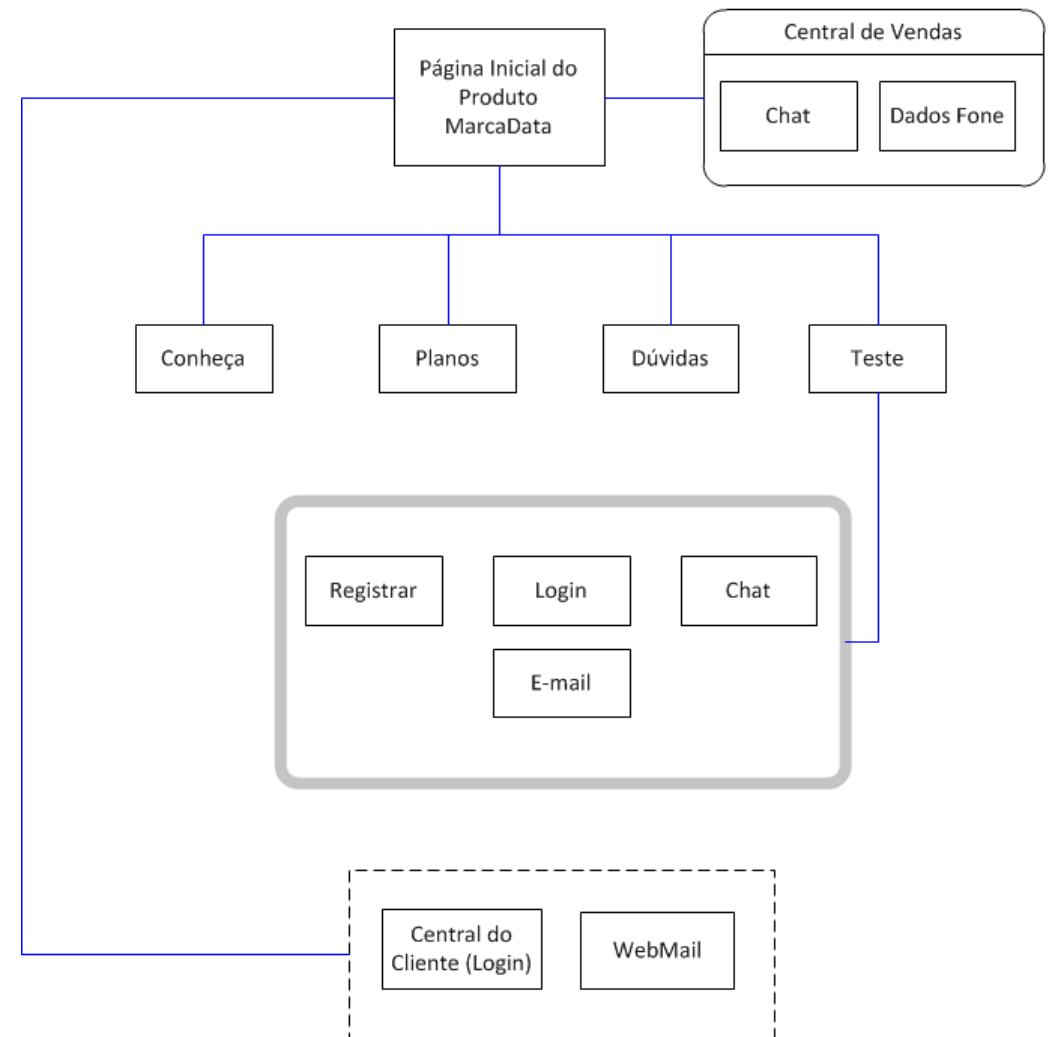 Central de Vendas
Página Inicial do
Produto
MarcaData
Chat
Dados Fone
Conheça
Planos
Dúvidas
Teste
Registrar
Login
Chat
E-mail
Central do
Cliente (Login)
WebMail